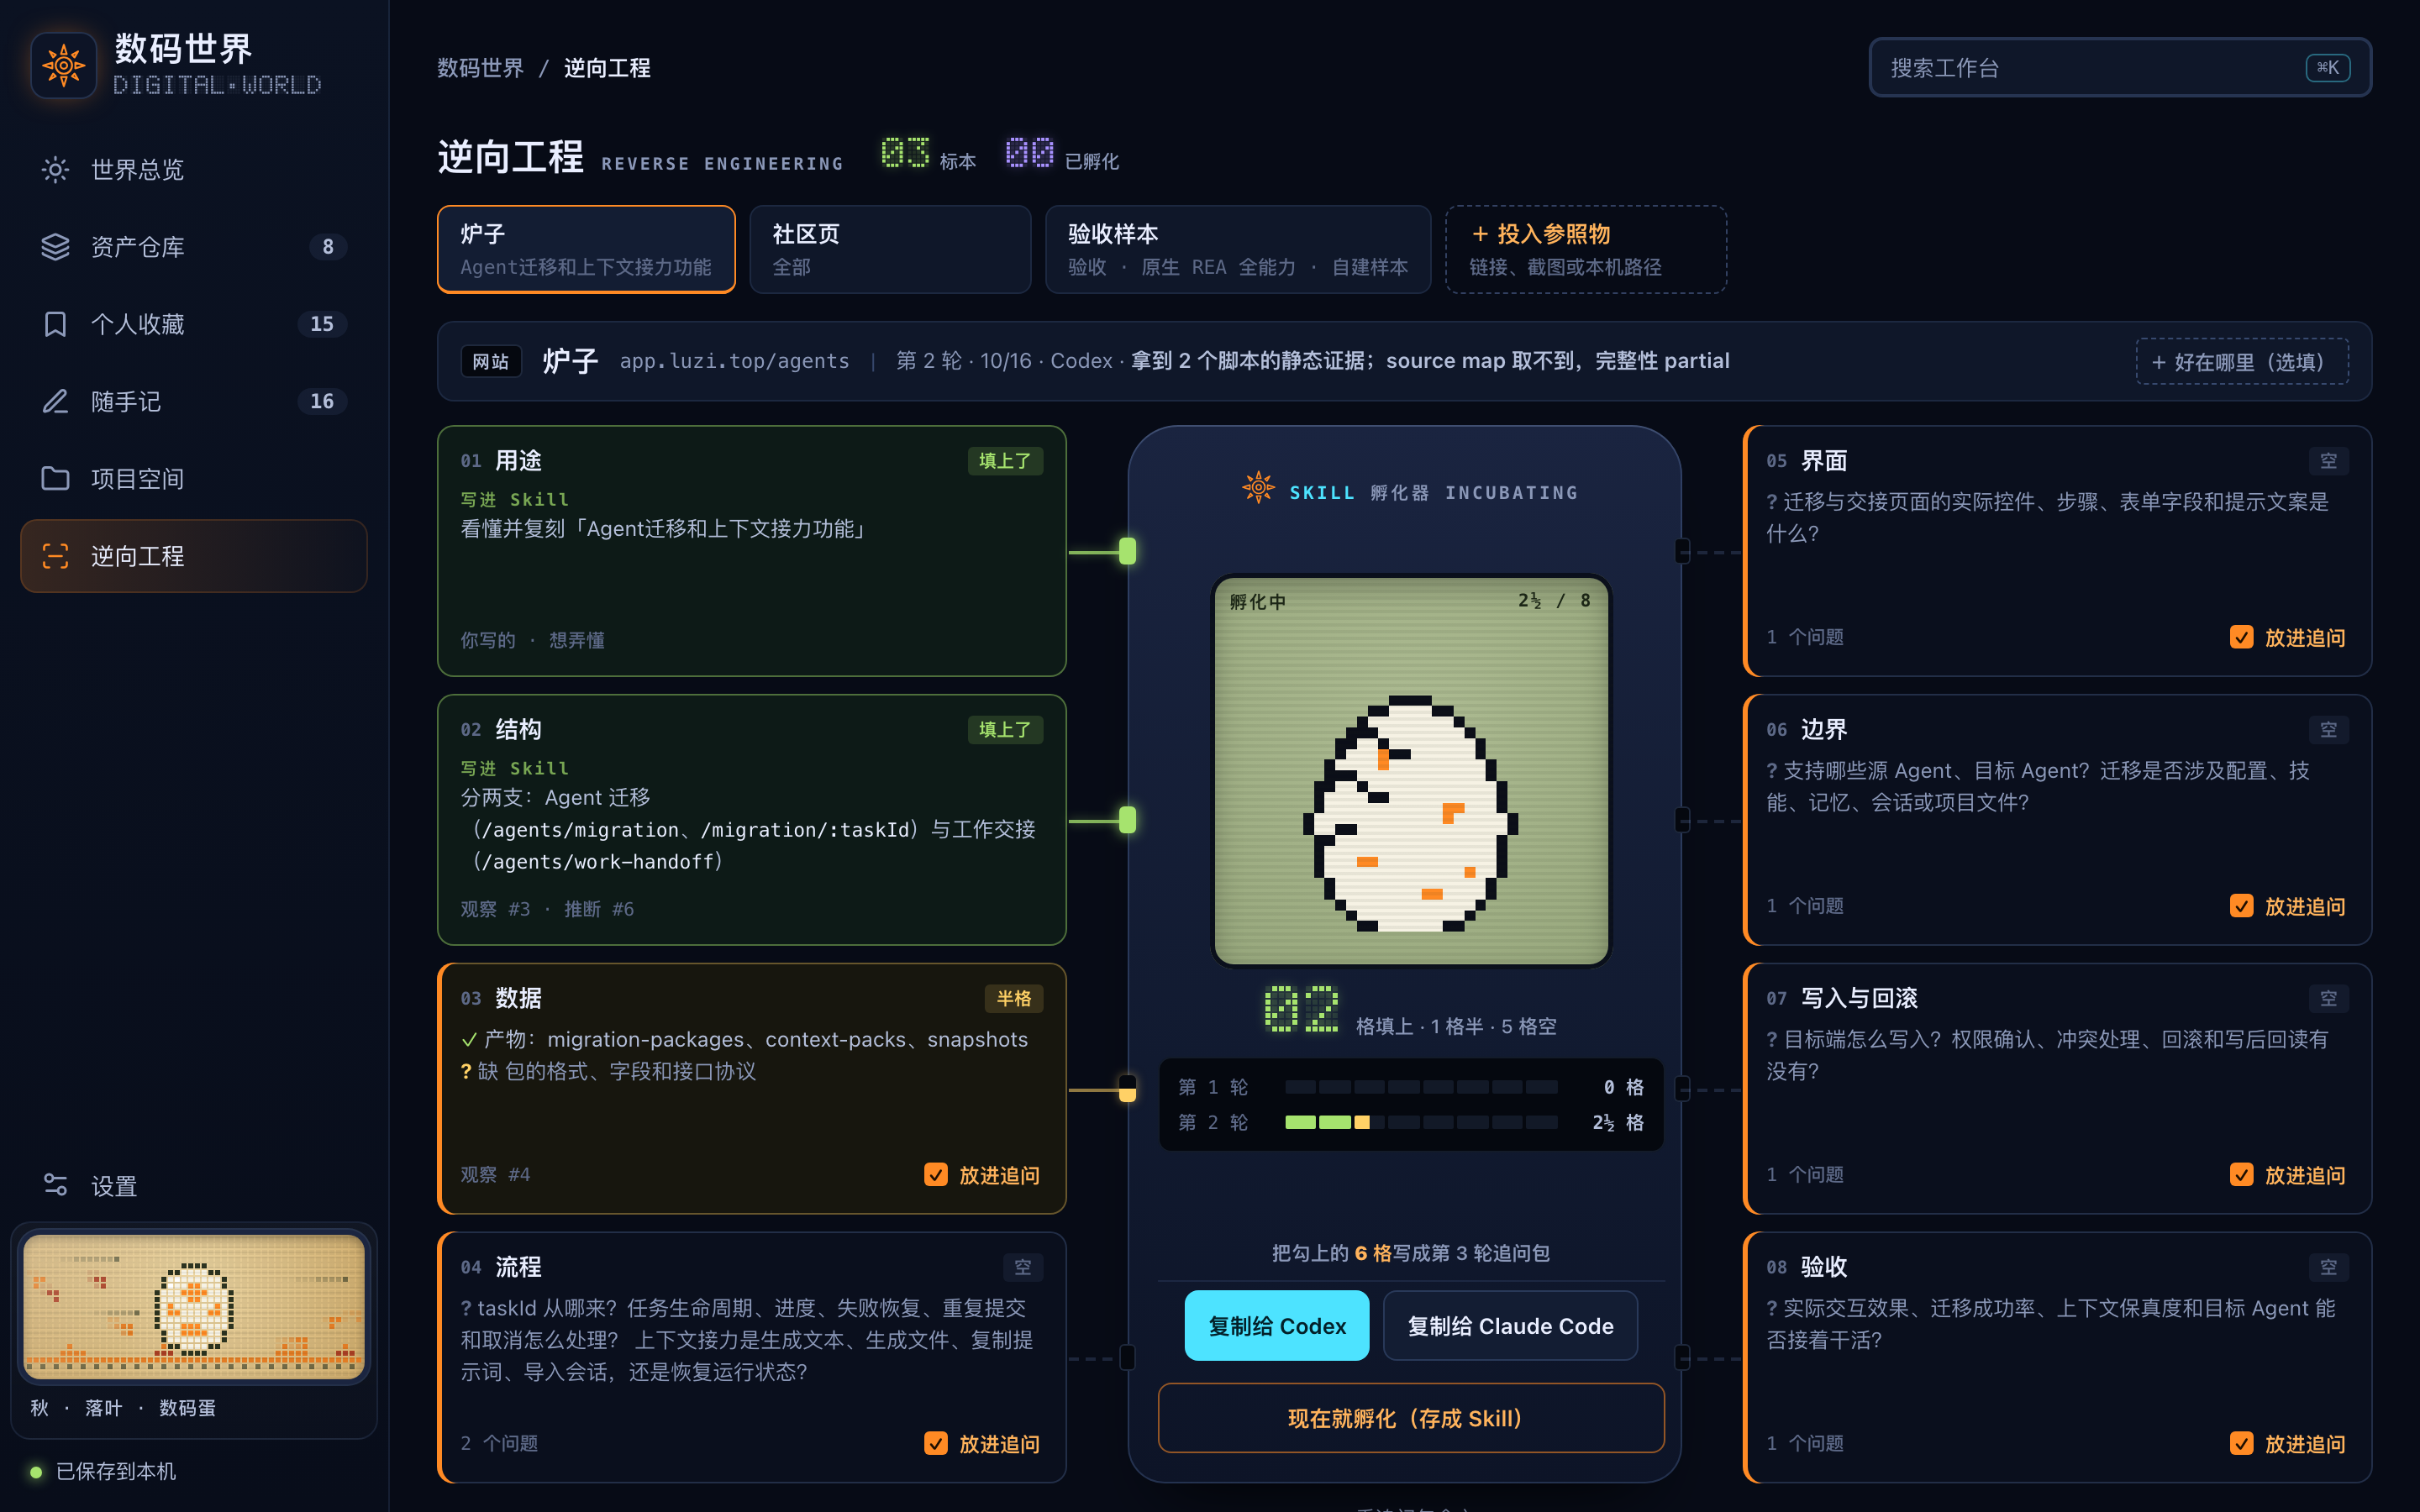 数码世界
DIGITAL·WORLD
世界总览
资产仓库 8
个人收藏 15
随手记 16
项目空间
逆向工程
设置
秋 · 落叶 · 数码蛋
已保存到本机
数码世界 / 逆向工程
搜索工作台 ⌘K
逆向工程 REVERSE ENGINEERING 03 标本 00 已孵化
炉子
Agent迁移和上下文接力功能
社区页
全部
验收样本
验收 · 原生 REA 全能力 · 自建样本
+ 投入参照物
链接、截图或本机路径
网站 炉子 app.luzi.top/agents | 第 2 轮 · 10/16 · Codex · 拿到 2 个脚本的静态证据；source map 取不到，完整性 partial
+ 好在哪里（选填）
01 用途 填上了
写进 Skill
看懂并复刻「Agent迁移和上下文接力功能」
你写的 · 想弄懂
02 结构 填上了
写进 Skill
分两支：Agent 迁移
（/agents/migration、/migration/:taskId）与工作交接
（/agents/work-handoff）
观察 #3 · 推断 #6
03 数据 半格
✓ 产物：migration-packages、context-packs、snapshots
? 缺 包的格式、字段和接口协议
观察 #4 放进追问
04 流程 空
? taskId 从哪来？任务生命周期、进度、失败恢复、重复提交
和取消怎么处理？ 上下文接力是生成文本、生成文件、复制提
示词、导入会话，还是恢复运行状态？
2 个问题 放进追问
SKILL 孵化器 INCUBATING
孵化中 2½ / 8
02 格填上 · 1 格半 · 5 格空
第 1 轮 0 格
第 2 轮 2½ 格
把勾上的 6 格写成第 3 轮追问包
复制给 Codex
复制给 Claude Code
现在就孵化（存成 Skill）
05 界面 空
? 迁移与交接页面的实际控件、步骤、表单字段和提示文案是
什么？
1 个问题 放进追问
06 边界 空
? 支持哪些源 Agent、目标 Agent？迁移是否涉及配置、技
能、记忆、会话或项目文件？
1 个问题 放进追问
07 写入与回滚 空
? 目标端怎么写入？权限确认、冲突处理、回滚和写后回读有
没有？
1 个问题 放进追问
08 验收 空
? 实际交互效果、迁移成功率、上下文保真度和目标 Agent 能
否接着干活？
1 个问题 放进追问